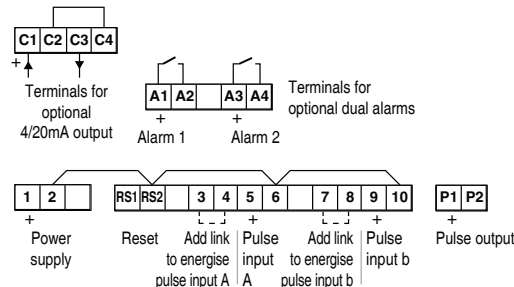 C1 C2 C3 C4
+
Terminals for
optional
4/20mA output
A1 A2 A3 A4
+ +
Alarm 1 Alarm 2
Terminals for
optional dual alarms
1 2 RS1 RS2 3 4 5 6 7 8 9 10 P1 P2
+ + + +
Power
supply
Reset
Add link
to energise
pulse input A
Pulse
input
A
Add link
to energise
pulse input b
Pulse
input b
Pulse output